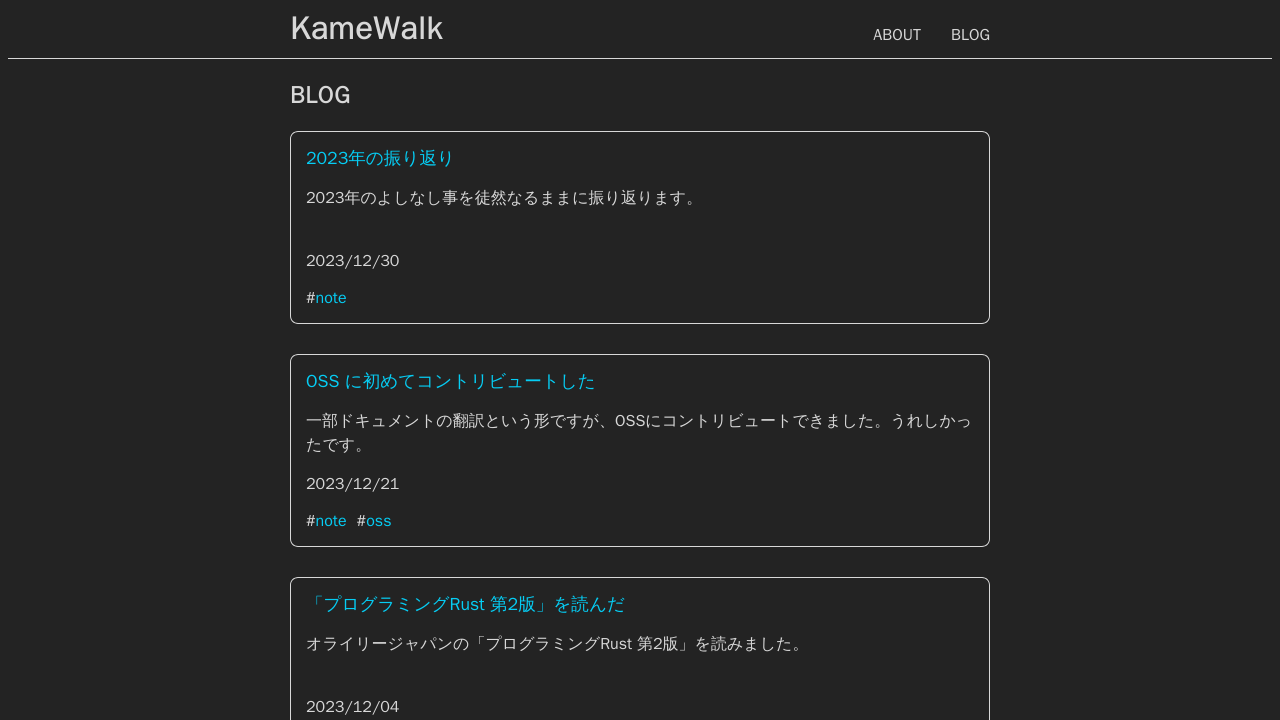 KameWalk
ABOUT BLOG
BLOG
2023年の振り返り
2023年のよしなし事を徒然なるままに振り返ります。
2023/12/30
#note
OSS に初めてコントリビュートした
一部ドキュメントの翻訳という形ですが、OSSにコントリビュートできました。うれしかっ
たです。
2023/12/21
#note #oss
「プログラミングRust 第2版」を読んだ
オライリージャパンの「プログラミングRust 第2版」を読みました。
2023/12/04